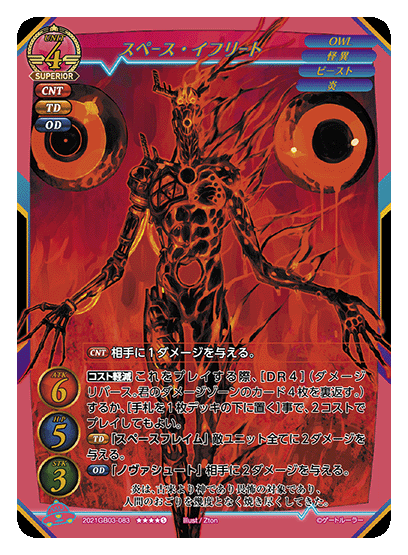 UNIT
4
SUPERIOR
スペース・イフリート
OWL
怪異
ビースト
炎
CNT
TD
OD
CNT 相手に1ダメージを与える。
コスト軽減 これをプレイする際、[DR4](ダメージ
リバース。君のダメージゾーンのカード4枚を裏返す。)
するか、「手札を1枚デッキの下に置く」事で、2コストで
プレイしてもよい。
TD 「スペースフレイム」敵ユニット全てに2ダメージを
与える。
OD 「ノヴァシュート」相手に2ダメージを与える。
炎は、古来より神であり畏怖の対象であり、
人間のおごりを幾度となく焼き尽くしてきた。
ATK
6
HP
5
STK
3
2021GB03-083 ★★★★S illust / Zton ©ゲートルーラー